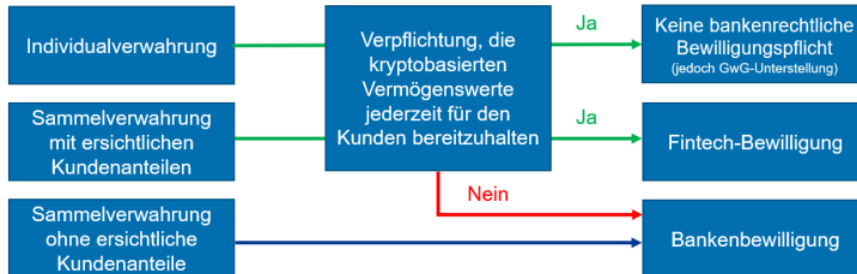 Individualverwahrung
Sammelverwahrung
mit ersichtlichen
Kundenanteilen
Sammelverwahrung
ohne ersichtliche
Kundenanteile
Verpflichtung, die
kryptobasierten
Vermögenswerte
jederzeit für den
Kunden bereitzuhalten
Ja
Ja
Nein
Keine bankenrechtliche
Bewilligungspflicht
(jedoch GwG-Unterstellung)
Fintech-Bewilligung
Bankenbewilligung